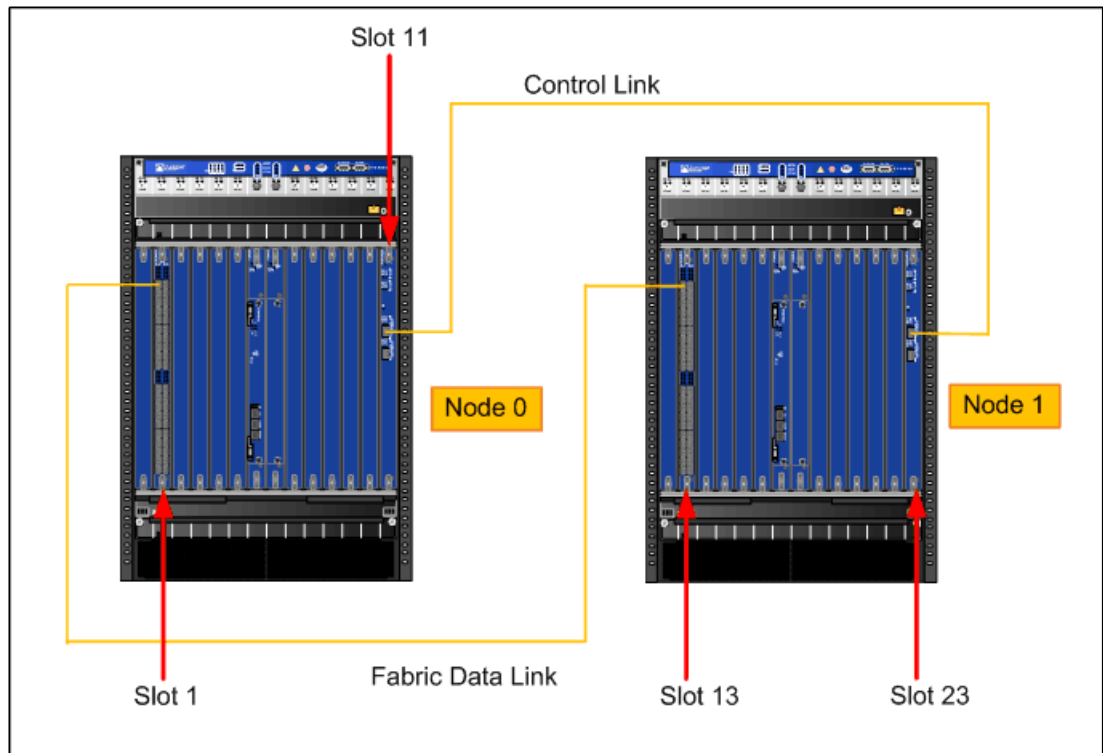 Slot 11
Control Link
Node 0
Node 1
Fabric Data Link
Slot 1
Slot 13
Slot 23